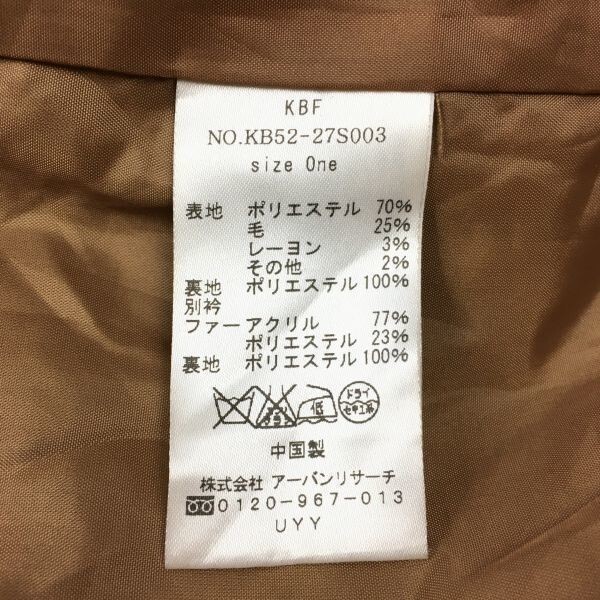 KBF
NO.KB52-27S003
size One
表地 ポリエステル 70%
毛 25%
レーヨン 3%
その他 2%
裏地 ポリエステル 100%
別衿
ファー アクリル 77%
ポリエステル 23%
裏地 ポリエステル 100%
低 ドライ
セキユ系
中国製
株式会社 アーバンリサーチ
0120-967-013
UYY